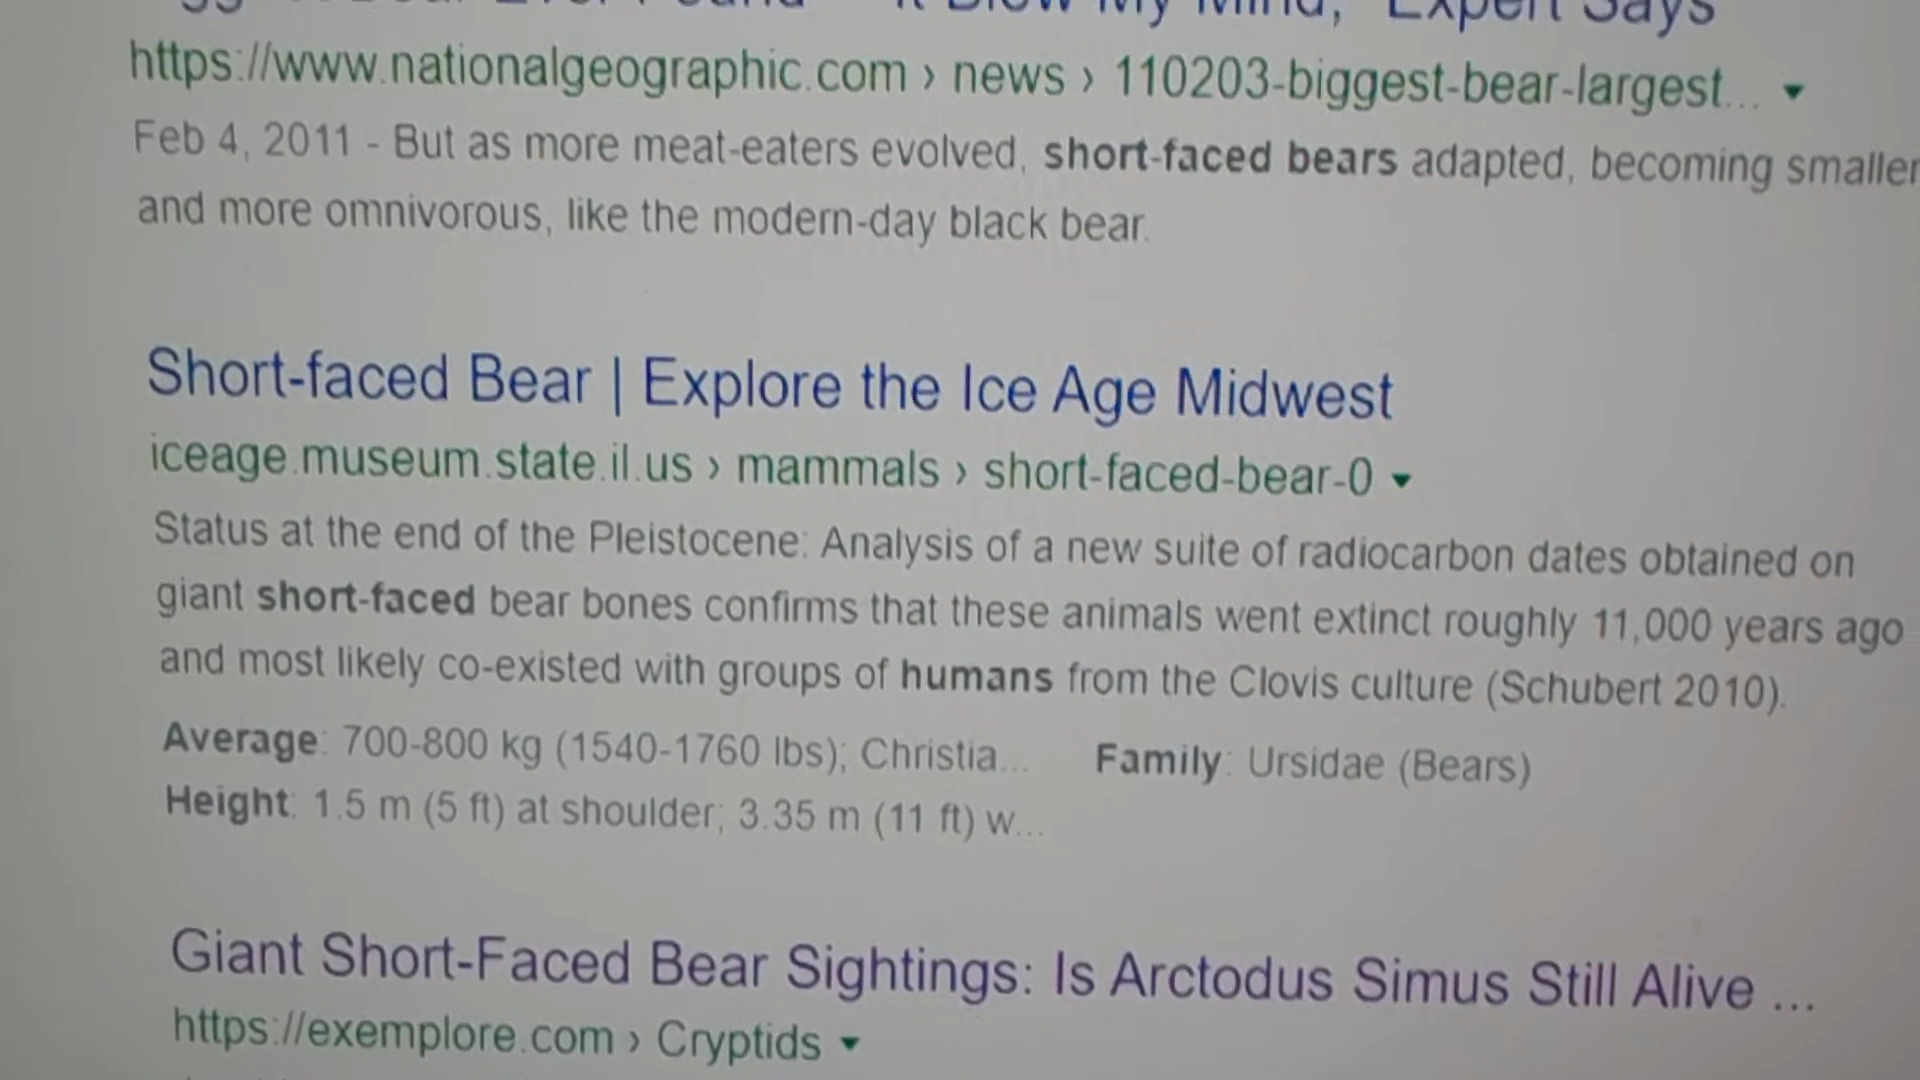 Blow My Mind," Expert Says
https://www.nationalgeographic.com › news › 110203-biggest-bear-largest... ▼
Feb 4, 2011 - But as more meat-eaters evolved, short-faced bears adapted, becoming smaller
and more omnivorous, like the modern-day black bear.
Short-faced Bear | Explore the Ice Age Midwest
iceage.museum.state.il.us › mammals › short-faced-bear-0 ▼
Status at the end of the Pleistocene: Analysis of a new suite of radiocarbon dates obtained on
giant short-faced bear bones confirms that these animals went extinct roughly 11,000 years ago
and most likely co-existed with groups of humans from the Clovis culture (Schubert 2010).
Average: 700-800 kg (1540-1760 lbs); Christia... Family: Ursidae (Bears)
Height: 1.5 m (5 ft) at shoulder; 3.35 m (11 ft) w...
Giant Short-Faced Bear Sightings: Is Arctodus Simus Still Alive ...
https://exemplore.com › Cryptids ▼